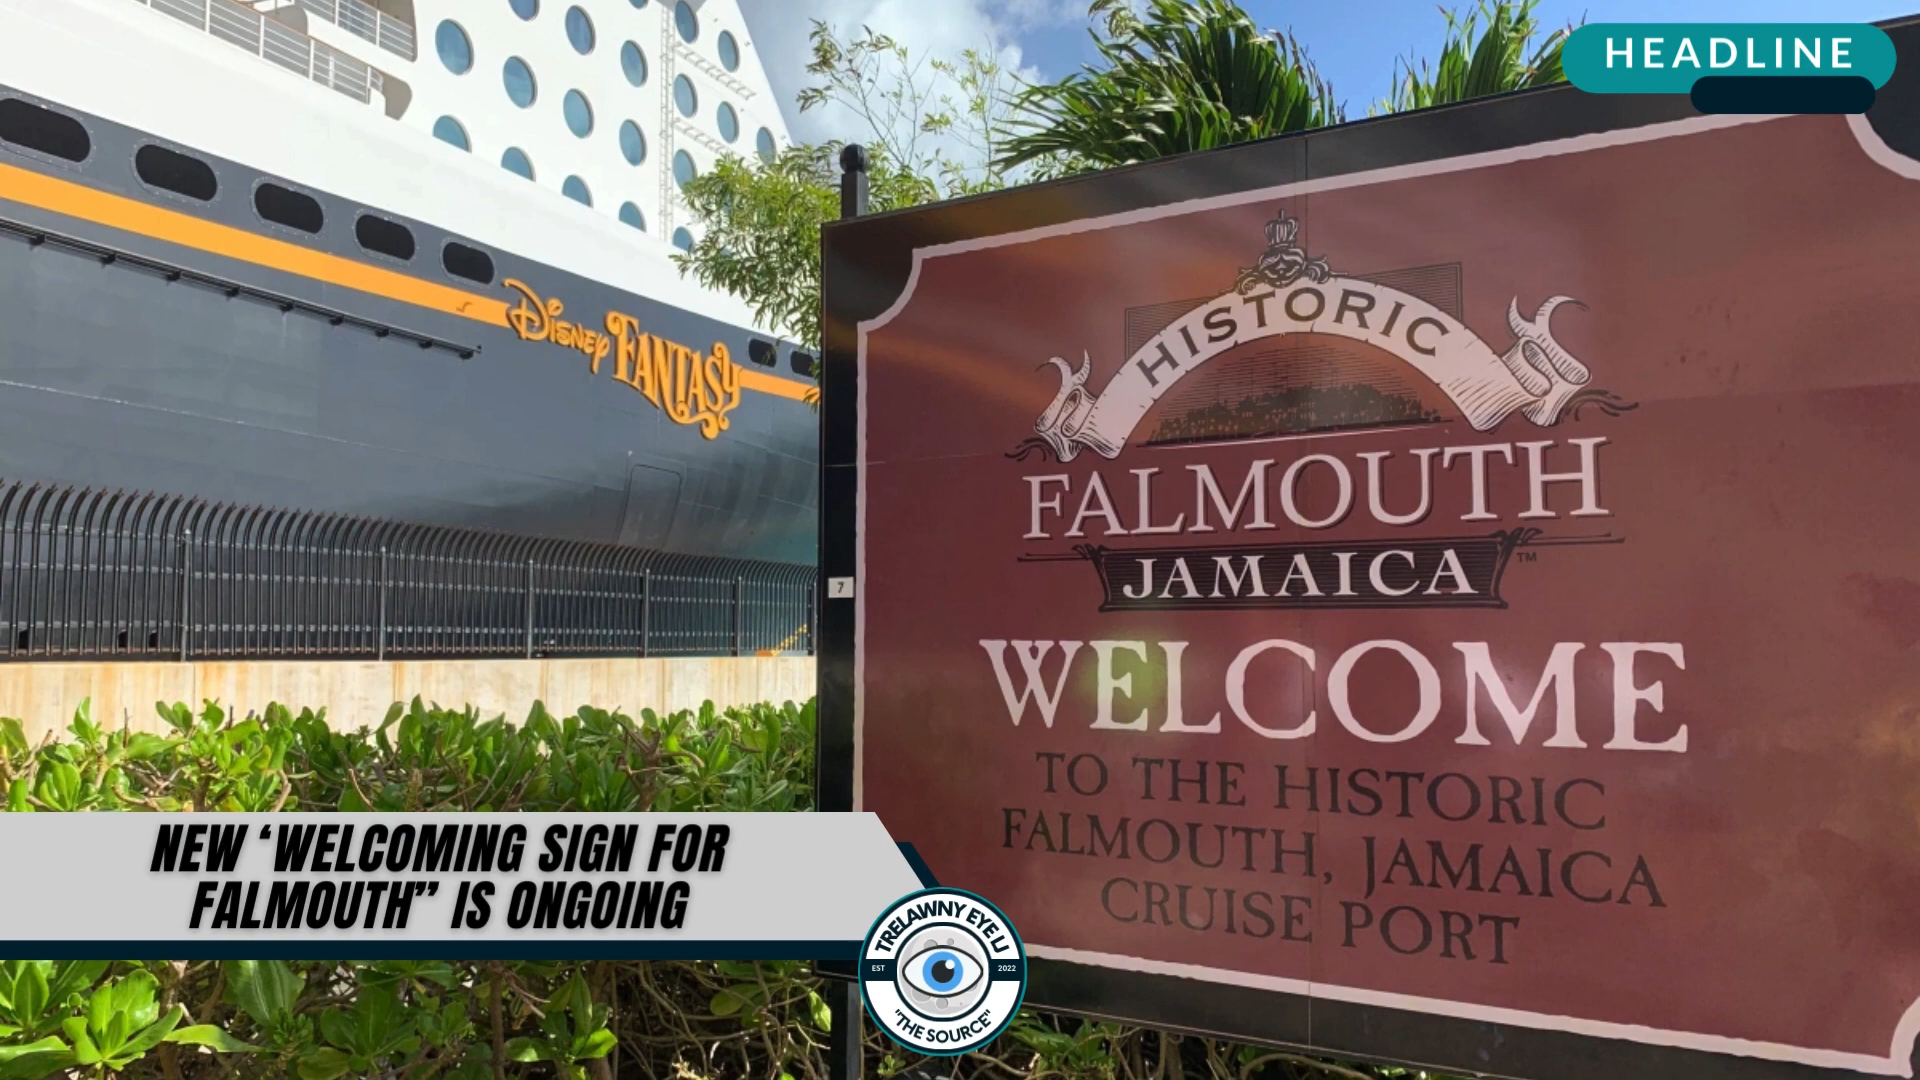 HEADLINE
DISNEY FANTASY
HISTORIC
FALMOUTH
JAMAICA
™
7
WELCOME
TO THE HISTORIC
FALMOUTH, JAMAICA
CRUISE PORT
NEW ‘WELCOMING SIGN FOR
FALMOUTH” IS ONGOING
TRELAWNY EYE LJ
EST 2022
"THE SOURCE"